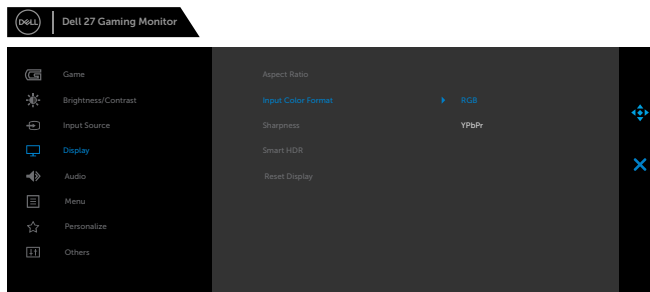 DELL
Dell 27 Gaming Monitor
Game
Brightness/Contrast
Input Source
Display
Audio
Menu
Personalize
Others
Aspect Ratio
Input Color Format
Sharpness
Smart HDR
Reset Display
RGB
YPbPr